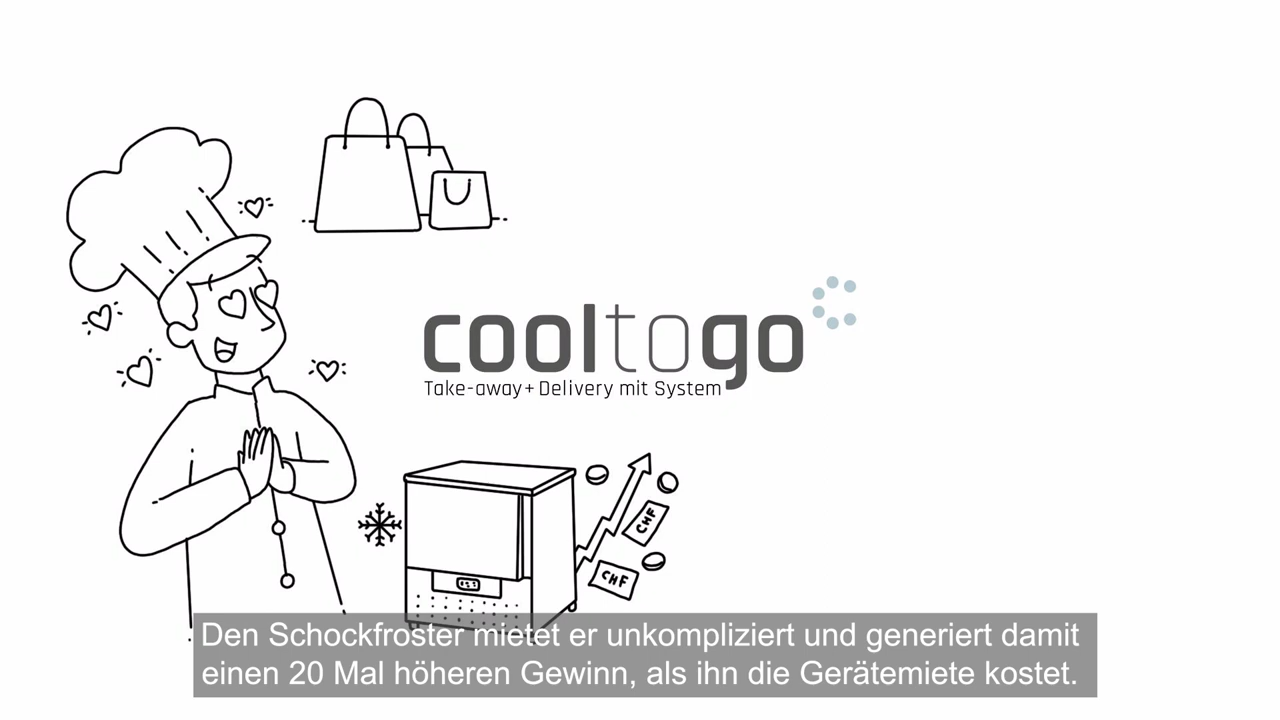 cooltogo
Take-away+Delivery mit System
CHF
CHF
Den Schockfroster mietet er unkompliziert und generiert damit
einen 20 Mal höheren Gewinn, als ihn die Gerätemiete kostet.